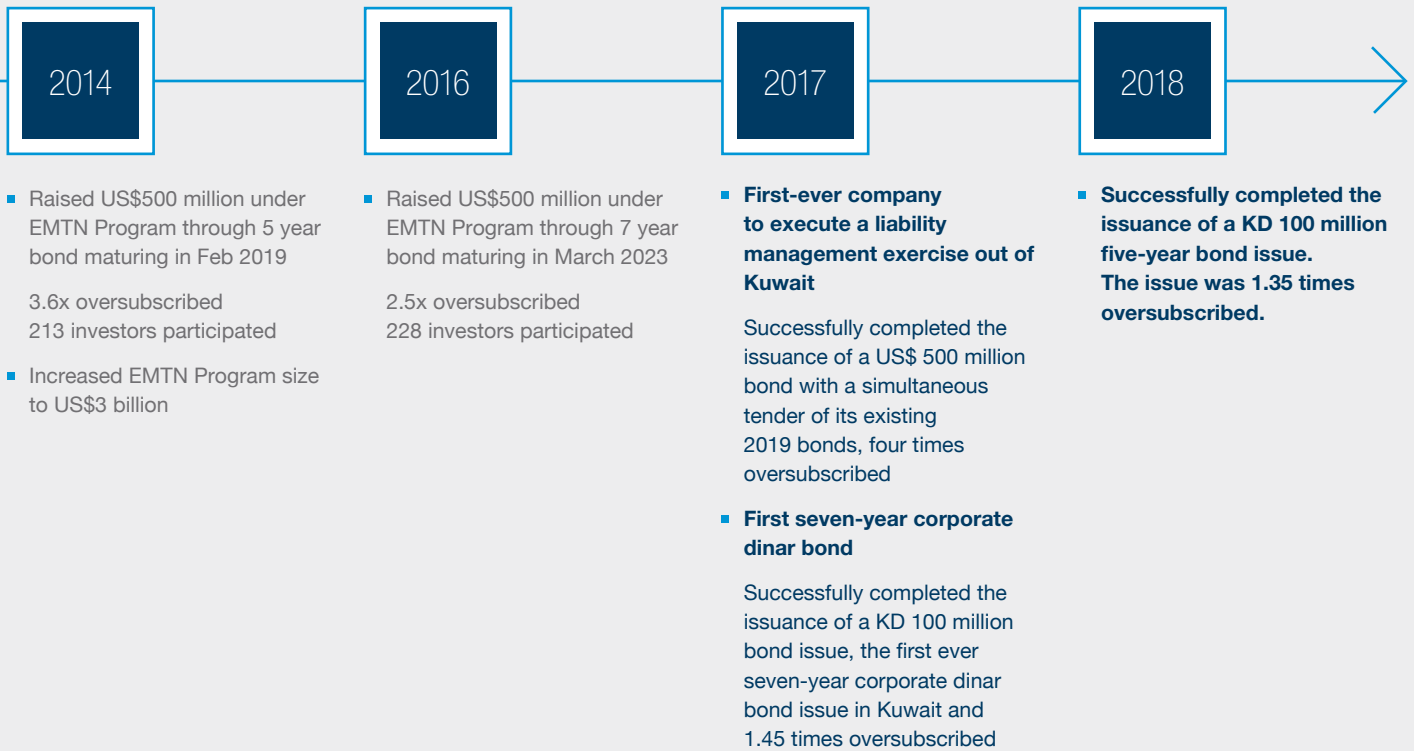 2014
2016
2017
2018
Raised US$500 million under
EMTN Program through 5 year
bond maturing in Feb 2019
3.6x oversubscribed
213 investors participated
Increased EMTN Program size
to US$3 billion
Raised US$500 million under
EMTN Program through 7 year
bond maturing in March 2023
2.5x oversubscribed
228 investors participated
First-ever company
to execute a liability
management exercise out of
Kuwait
Successfully completed the
issuance of a US$ 500 million
bond with a simultaneous
tender of its existing
2019 bonds, four times
oversubscribed
First seven-year corporate
dinar bond
Successfully completed the
issuance of a KD 100 million
bond issue, the first ever
seven-year corporate dinar
bond issue in Kuwait and
1.45 times oversubscribed
Successfully completed the
issuance of a KD 100 million
five-year bond issue.
The issue was 1.35 times
oversubscribed.